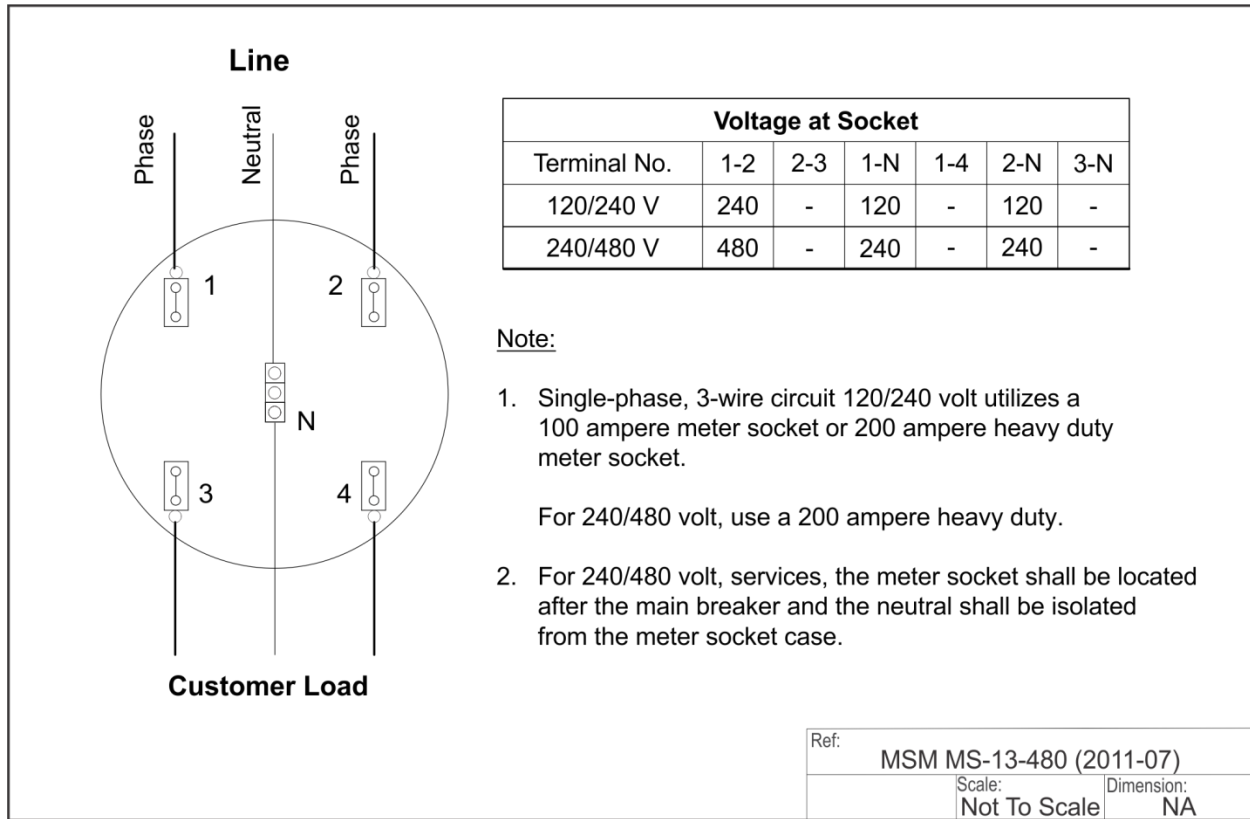 Line
Phase
Neutral
Phase
1
2
N
3
4
Customer Load
Voltage at Socket
Terminal No. 1-2 2-3 1-N 1-4 2-N 3-N
120/240 V 240 - 120 - 120 -
240/480 V 480 - 240 - 240 -
Note:
1. Single-phase, 3-wire circuit 120/240 volt utilizes a
100 ampere meter socket or 200 ampere heavy duty
meter socket.
For 240/480 volt, use a 200 ampere heavy duty.
2. For 240/480 volt, services, the meter socket shall be located
after the main breaker and the neutral shall be isolated
from the meter socket case.
Ref:
MSM MS-13-480 (2011-07)
Scale:
Not To Scale
Dimension:
NA